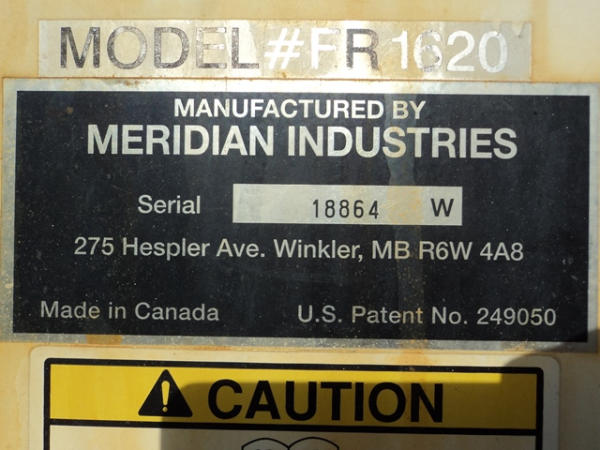 MODEL #FR1620
MANUFACTURED BY
MERIDIAN INDUSTRIES
Serial 18864 W
275 Hespler Ave. Winkler, MB R6W 4A8
Made in Canada U.S. Patent No. 249050
CAUTION